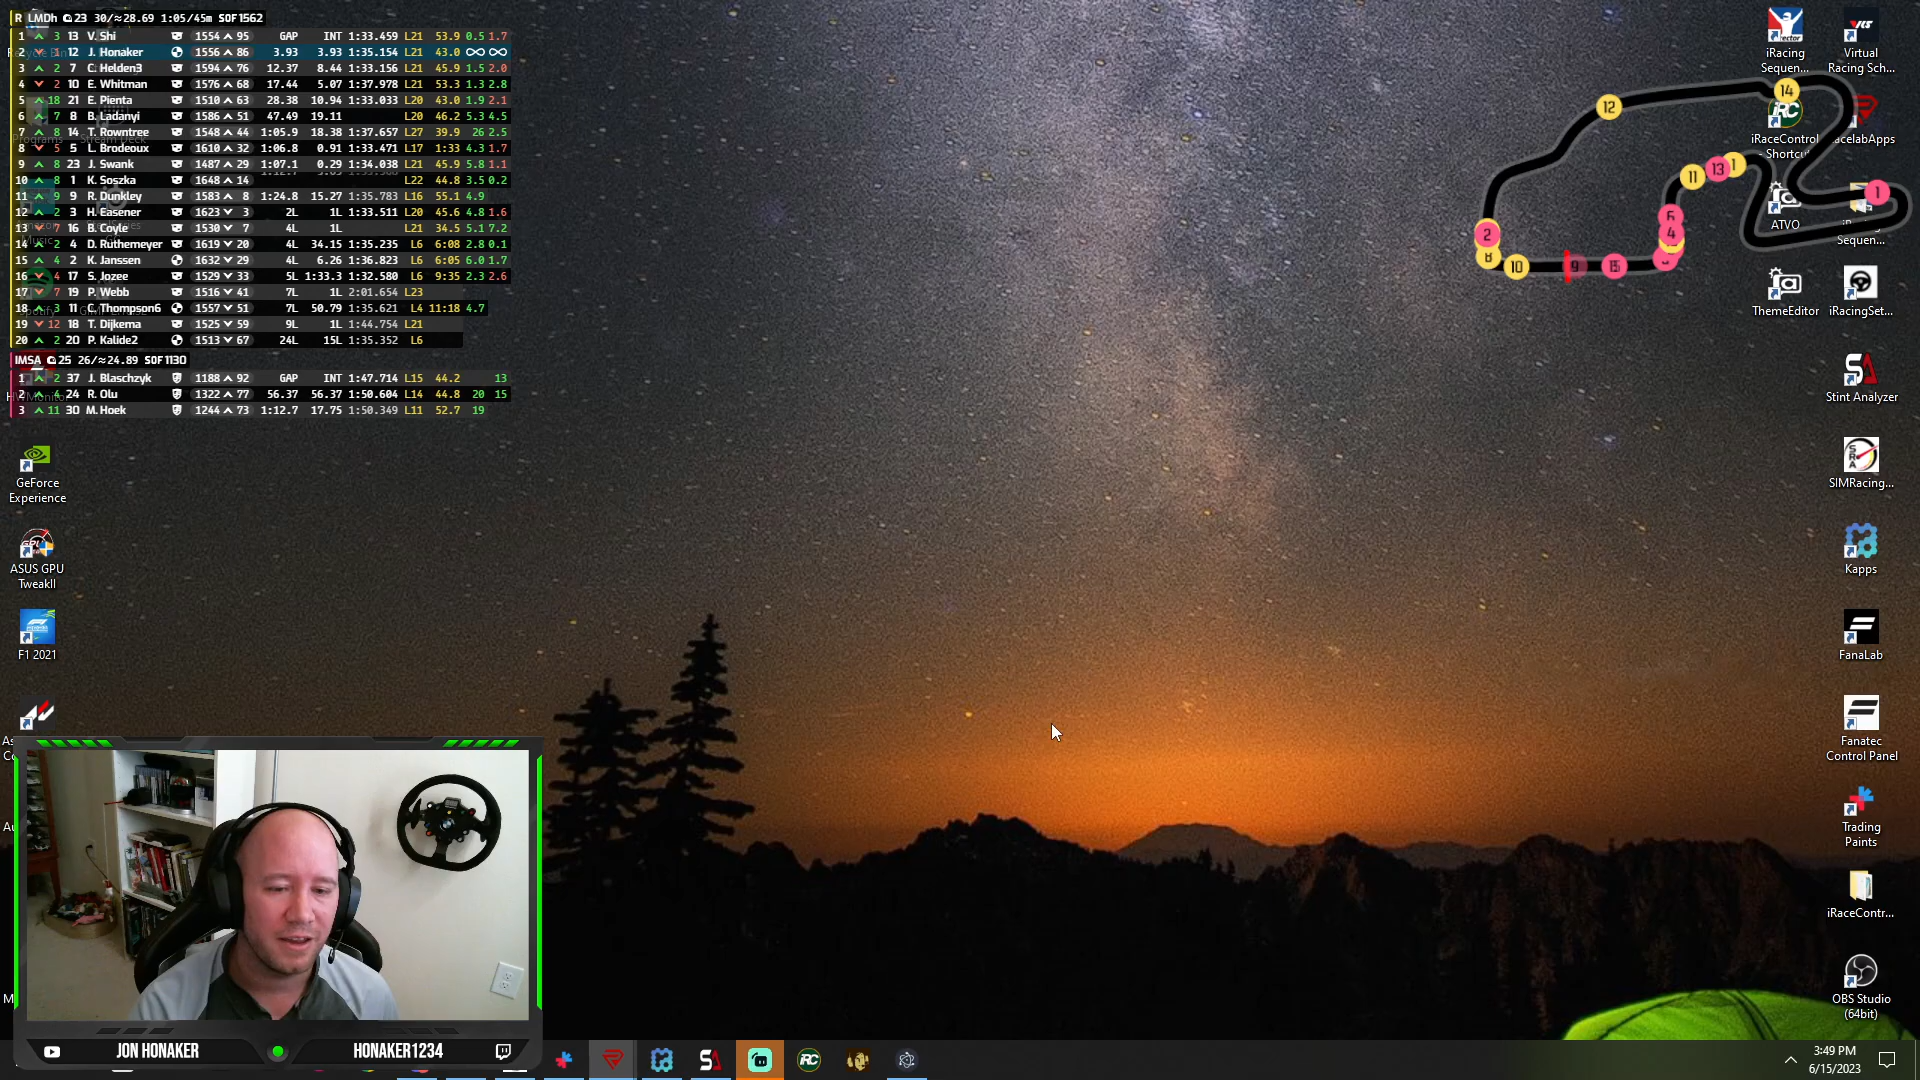 R LMDh 23 30/≈28.69 1:05/45m SOF1562
1 3 13 V. Shi 1554 95 GAP INT 1:33.459 L21 53.9 0.5 1.7
2 1 12 J. Honaker 1556 86 3.93 3.93 1:35.154 L21 43.0 ∞ ∞
3 2 7 C. Helden3 1594 76 12.37 8.44 1:33.156 L21 45.9 1.5 2.0
4 2 10 E. Whitman 1576 68 17.44 5.07 1:37.978 L21 53.3 1.3 2.8
5 18 21 E. Pienta 1510 63 28.38 10.94 1:33.033 L20 43.0 1.9 2.1
6 7 8 B. Ladanyi 1586 51 47.49 19.11 L20 46.2 5.3 4.5
7 8 14 T. Rowntree 1548 44 1:05.9 18.38 1:37.657 L27 39.9 26 2.5
8 5 5 L. Brodeoux 1610 32 1:06.8 0.91 1:33.471 L17 1:33 4.3 1.7
9 8 23 J. Swank 1487 29 1:07.1 0.29 1:34.038 L21 45.9 5.8 1.1
10 8 1 K. Soszka 1648 14 L22 44.8 3.5 0.2
11 9 9 R. Dunkley 1583 8 1:24.8 15.27 1:35.783 L16 55.1 4.9
12 2 3 H. Easener 1623 3 2L 1L 1:33.511 L20 45.6 4.8 1.6
13 7 16 B. Coyle 1530 7 4L 1L L21 34.5 5.1 7.2
14 2 4 D. Ruthemeyer 1619 20 4L 34.15 1:35.235 L6 6:08 2.8 0.1
15 4 2 K. Janssen 1632 29 4L 6.26 1:36.823 L6 6:05 6.0 1.7
16 4 17 S. Jozee 1529 33 5L 1:33.3 1:32.580 L6 9:35 2.3 2.6
17 7 19 P. Webb 1516 41 7L 1L 2:01.654 L23
18 3 11 C. Thompson6 1557 51 7L 50.79 1:35.621 L4 11:18 4.7
19 12 18 T. Dijkema 1525 59 9L 1L 1:44.754 L21
20 2 20 P. Kalide2 1513 67 24L 15L 1:35.352 L6
IMSA 25 26/≈24.89 SOF1130
1 2 37 J. Blaschzyk 1188 92 GAP INT 1:47.714 L15 44.2 13
2 4 24 R. Olu 1322 77 56.37 56.37 1:50.604 L14 44.8 20 15
3 11 30 M. Hoek 1244 73 1:12.7 17.75 1:50.349 L11 52.7 19
GeForce
Experience
ASUS GPU
TweakII
F1 2021
JON HONAKER
HONAKER1234
iRacing
Sequen...
Virtual
Racing Sch...
12
14
iRaceControl
- Shortcut
RacelabApps
11
13
1
1
ATVO
iRacing
Sequen...
2
8
10
9
6
4
ThemeEditor
iRacingSet...
Stint Analyzer
SIMRacing...
Kapps
FanaLab
Fanatec
Control Panel
Trading
Paints
iRaceContr...
OBS Studio
(64bit)
3:49 PM
6/15/2023